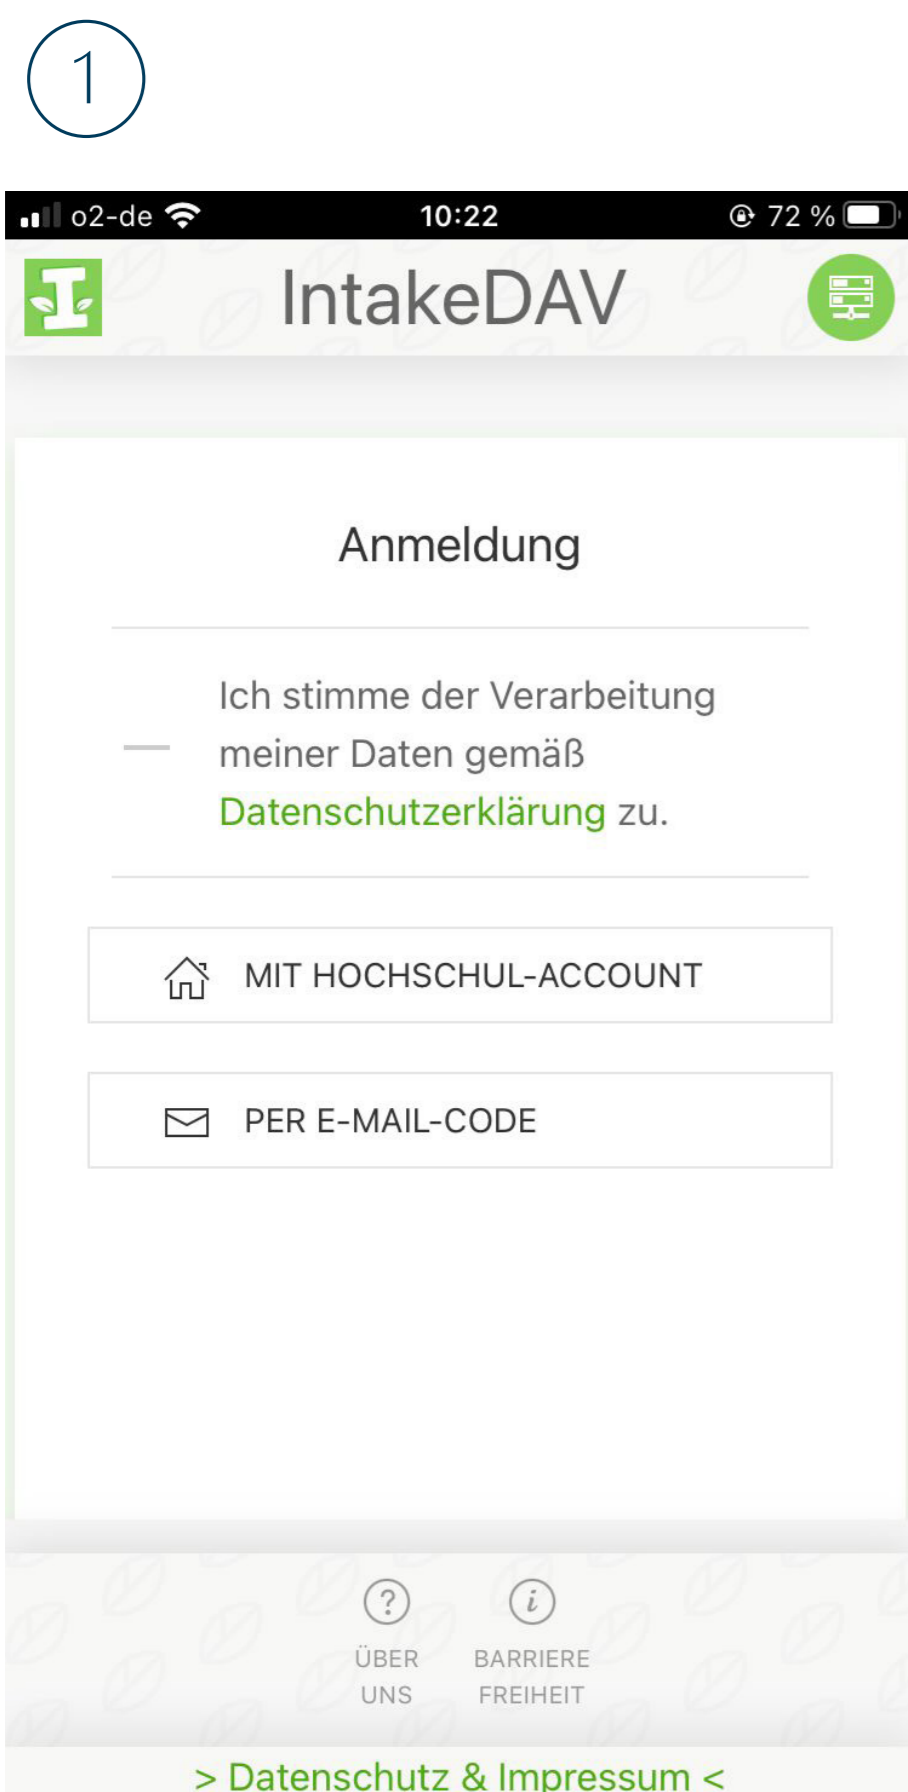 1
o2-de 10:22 72 %
IntakeDAV
Anmeldung
Ich stimme der Verarbeitung
meiner Daten gemäß
Datenschutzerklärung zu.
MIT HOCHSCHUL-ACCOUNT
PER E-MAIL-CODE
ÜBER
UNS
BARRIERE
FREIHEIT
> Datenschutz & Impressum <